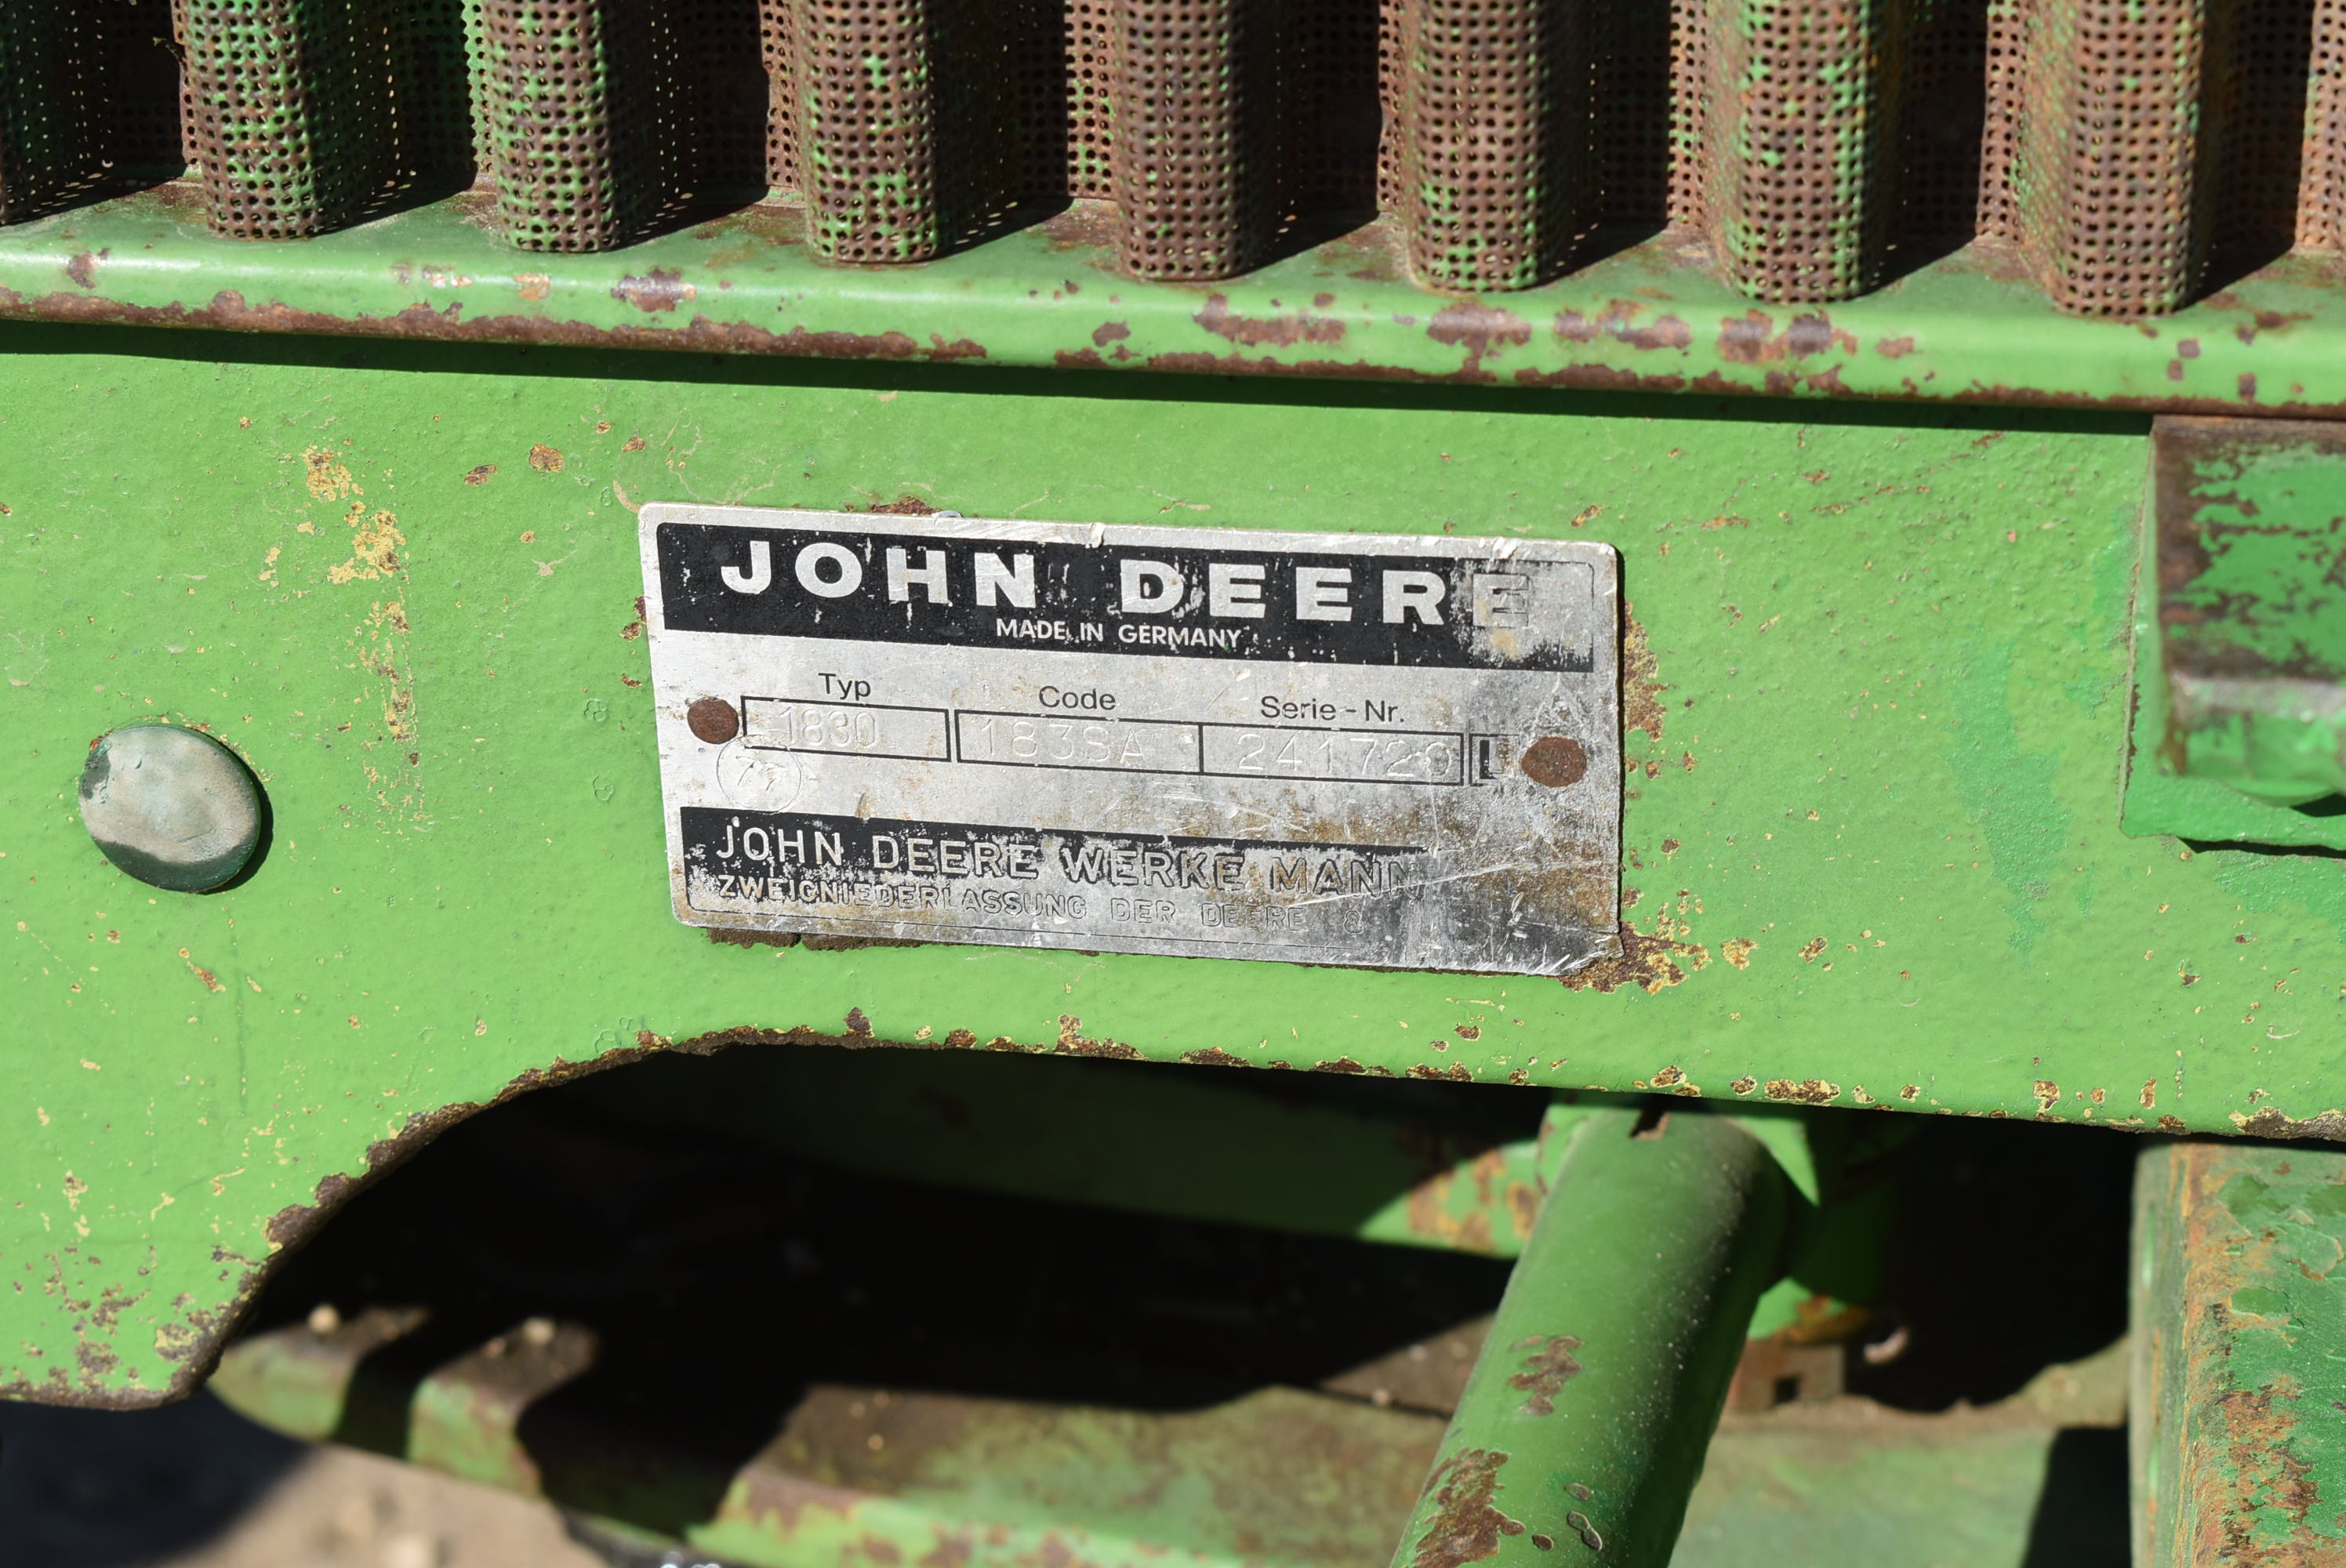 JOHN DEERE
MADE IN GERMANY
Typ Code Serie-Nr.
1830 183SA 241720 L
77
JOHN DEERE WERKE MANN
ZWEIGNIEDERLASSUNG DER DEERE &